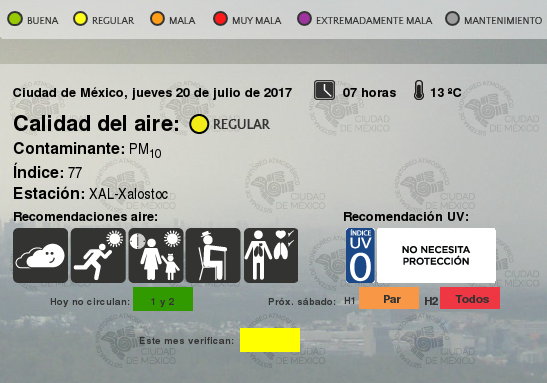 BUENA REGULAR MALA MUY MALA EXTREMADAMENTE MALA MANTENIMIENTO
Ciudad de México, jueves 20 de julio de 2017 07 horas 13 ºC
Calidad del aire: REGULAR
Contaminante: PM10
Índice: 77
Estación: XAL-Xalostoc
Recomendaciones aire: Recomendación UV:
ÍNDICE
UV
0
NO NECESITA
PROTECCIÓN
Hoy no circulan: 1 y 2 Próx. sábado: H1 Par H2 Todos
Este mes verifican:
CIUDAD
DE MÉXICO